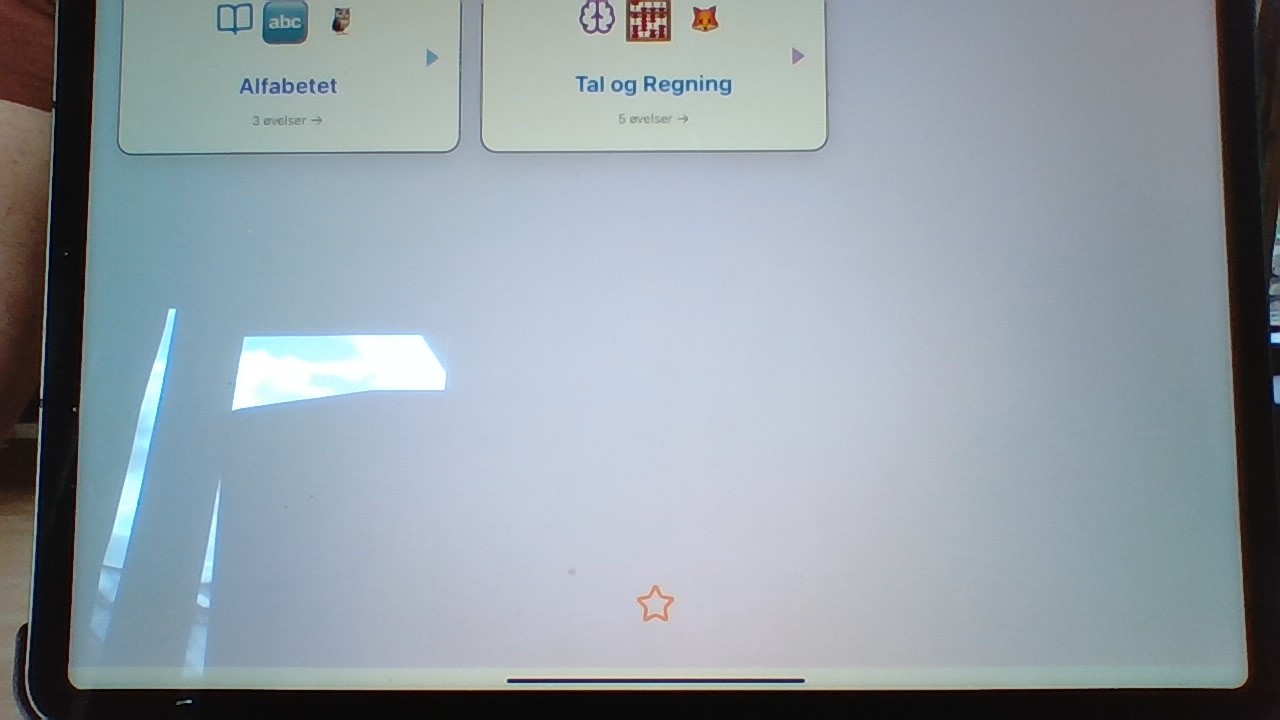 abc
Alfabetet
3 øvelser →
Tal og Regning
5 øvelser →